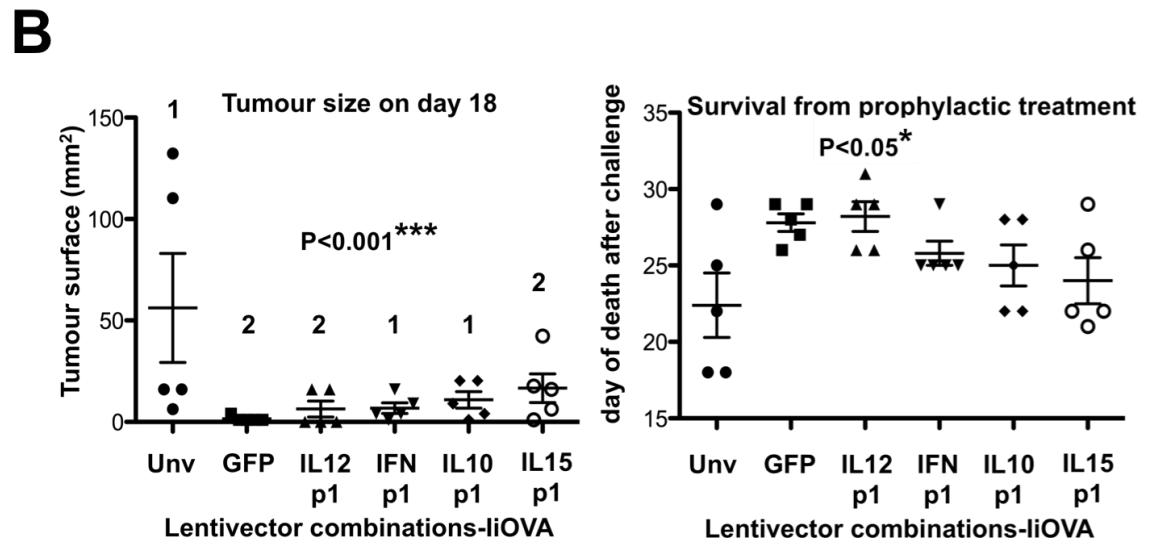 B
Tumour size on day 18
Tumour surface (mm²)
150
100
50
0
1
2
2
1
1
2
P<0.001***
Unv GFP IL12 p1 IFN p1 IL10 p1 IL15 p1
Lentivector combinations-liOVA
Survival from prophylactic treatment
day of death after challenge
35
30
25
20
15
P<0.05*
Unv GFP IL12 p1 IFN p1 IL10 p1 IL15 p1
Lentivector combinations-liOVA